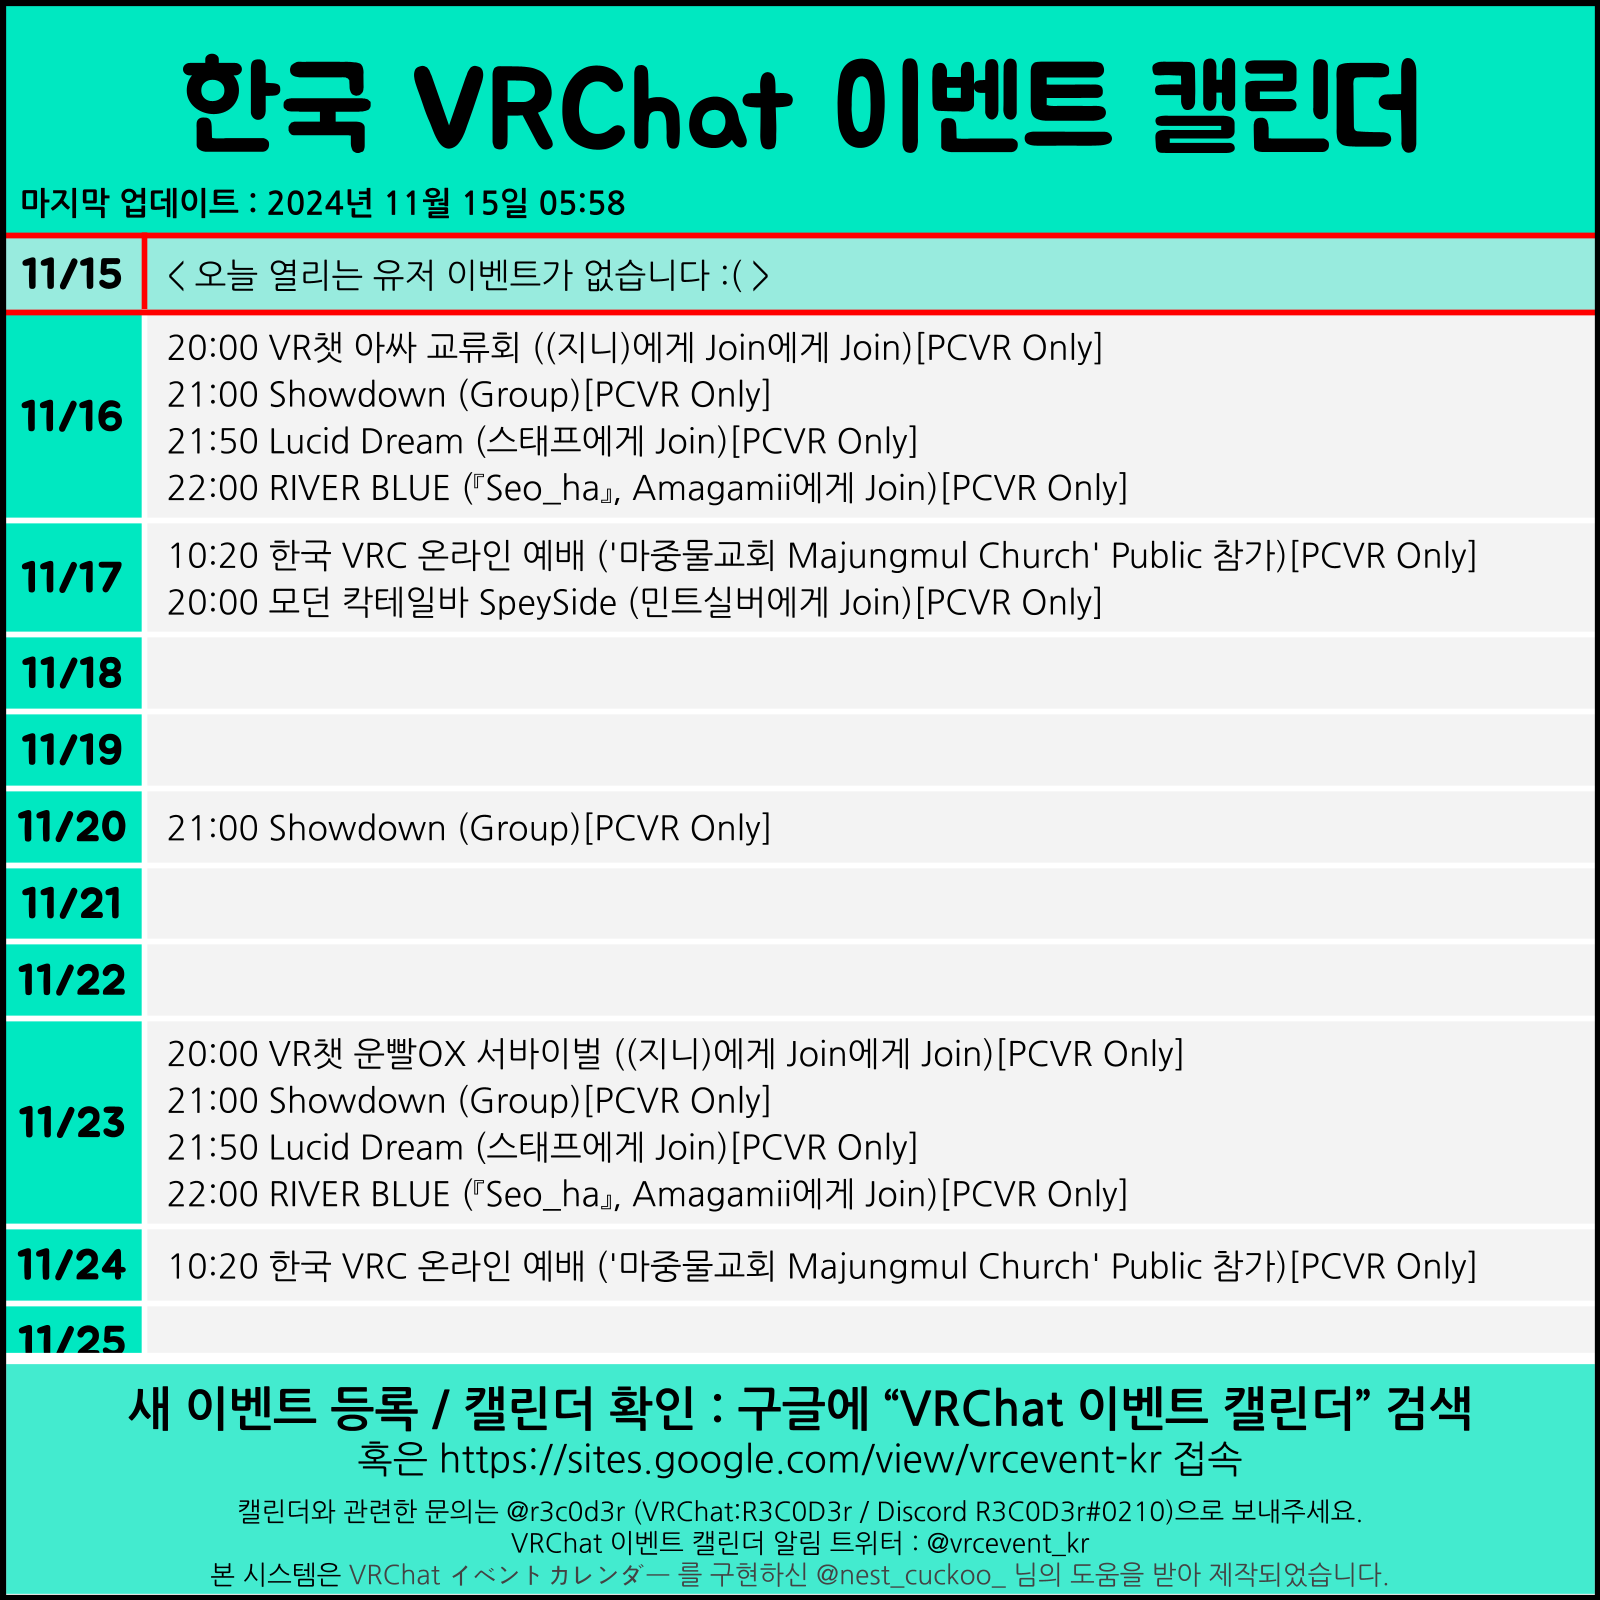 한국 VRChat 이벤트 캘린더
마지막 업데이트 : 2024년 11월 15일 05:58
11/15
< 오늘 열리는 유저 이벤트가 없습니다 :( >
11/16
20:00 VR챗 아싸 교류회 ((지니)에게 Join에게 Join)[PCVR Only]
21:00 Showdown (Group)[PCVR Only]
21:50 Lucid Dream (스태프에게 Join)[PCVR Only]
22:00 RIVER BLUE (『Seo_ha』, Amagamii에게 Join)[PCVR Only]
11/17
10:20 한국 VRC 온라인 예배 ('마중물교회 Majungmul Church' Public 참가)[PCVR Only]
20:00 모던 칵테일바 SpeySide (민트실버에게 Join)[PCVR Only]
11/18
11/19
11/20
21:00 Showdown (Group)[PCVR Only]
11/21
11/22
11/23
20:00 VR챗 운빨OX 서바이벌 ((지니)에게 Join에게 Join)[PCVR Only]
21:00 Showdown (Group)[PCVR Only]
21:50 Lucid Dream (스태프에게 Join)[PCVR Only]
22:00 RIVER BLUE (『Seo_ha』, Amagamii에게 Join)[PCVR Only]
11/24
10:20 한국 VRC 온라인 예배 ('마중물교회 Majungmul Church' Public 참가)[PCVR Only]
11/25
새 이벤트 등록 / 캘린더 확인 : 구글에 “VRChat 이벤트 캘린더” 검색
혹은 https://sites.google.com/view/vrcevent-kr 접속
캘린더와 관련한 문의는 @r3c0d3r (VRChat:R3C0D3r / Discord R3C0D3r#0210)으로 보내주세요.
VRChat 이벤트 캘린더 알림 트위터 : @vrcevent_kr
본 시스템은 VRChat イベントカレンダー 를 구현하신 @nest_cuckoo_ 님의 도움을 받아 제작되었습니다.